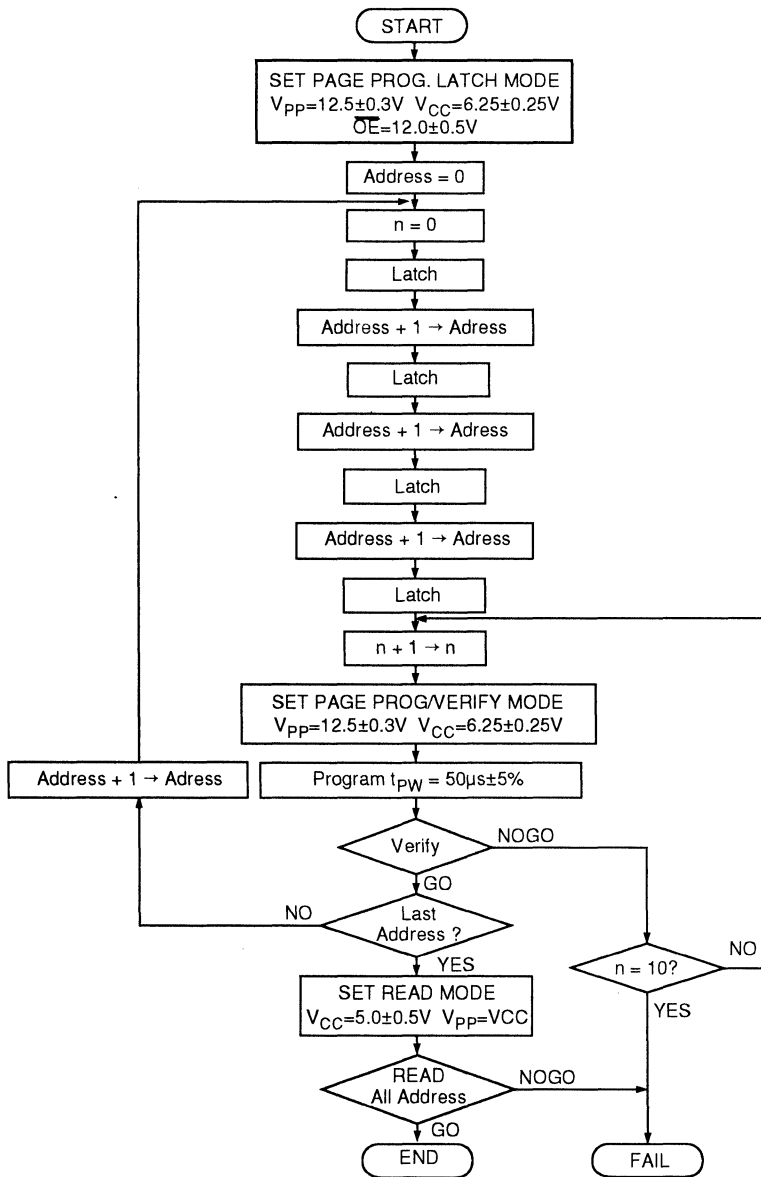 START
SET PAGE PROG. LATCH MODE
VPP=12.5±0.3V VCC=6.25±0.25V
OE=12.0±0.5V
Address = 0
n = 0
Latch
Address + 1 → Adress
Latch
Address + 1 → Adress
Latch
Address + 1 → Adress
Latch
n + 1 → n
SET PAGE PROG/VERIFY MODE
VPP=12.5±0.3V VCC=6.25±0.25V
Address + 1 → Adress
Program tPW = 50µs±5%
Verify
NOGO
GO
NO
Last
Address ?
YES
n = 10?
NO
YES
SET READ MODE
VCC=5.0±0.5V VPP=VCC
READ
All Address
NOGO
GO
END
FAIL